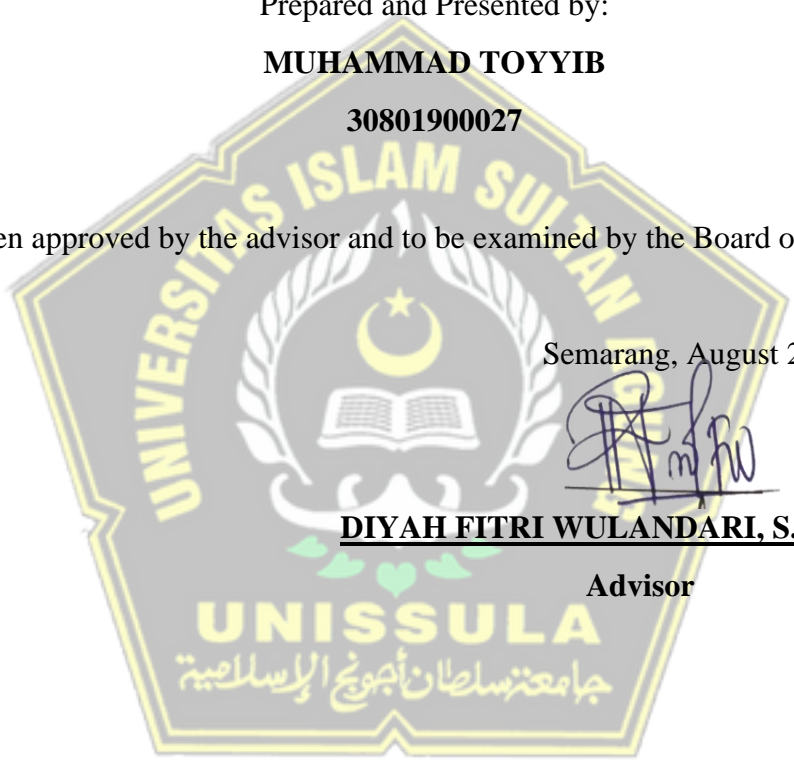 Prepared and Presented by:
MUHAMMAD TOYYIB
30801900027
UNIVERSITAS ISLAM SULTAN AGUNG
en approved by the advisor and to be examined by the Board o
Semarang, August 2
DIYAH FITRI WULANDARI, S.
Advisor
UNISSULA
جامعة سلطان أجونج الإسلامية